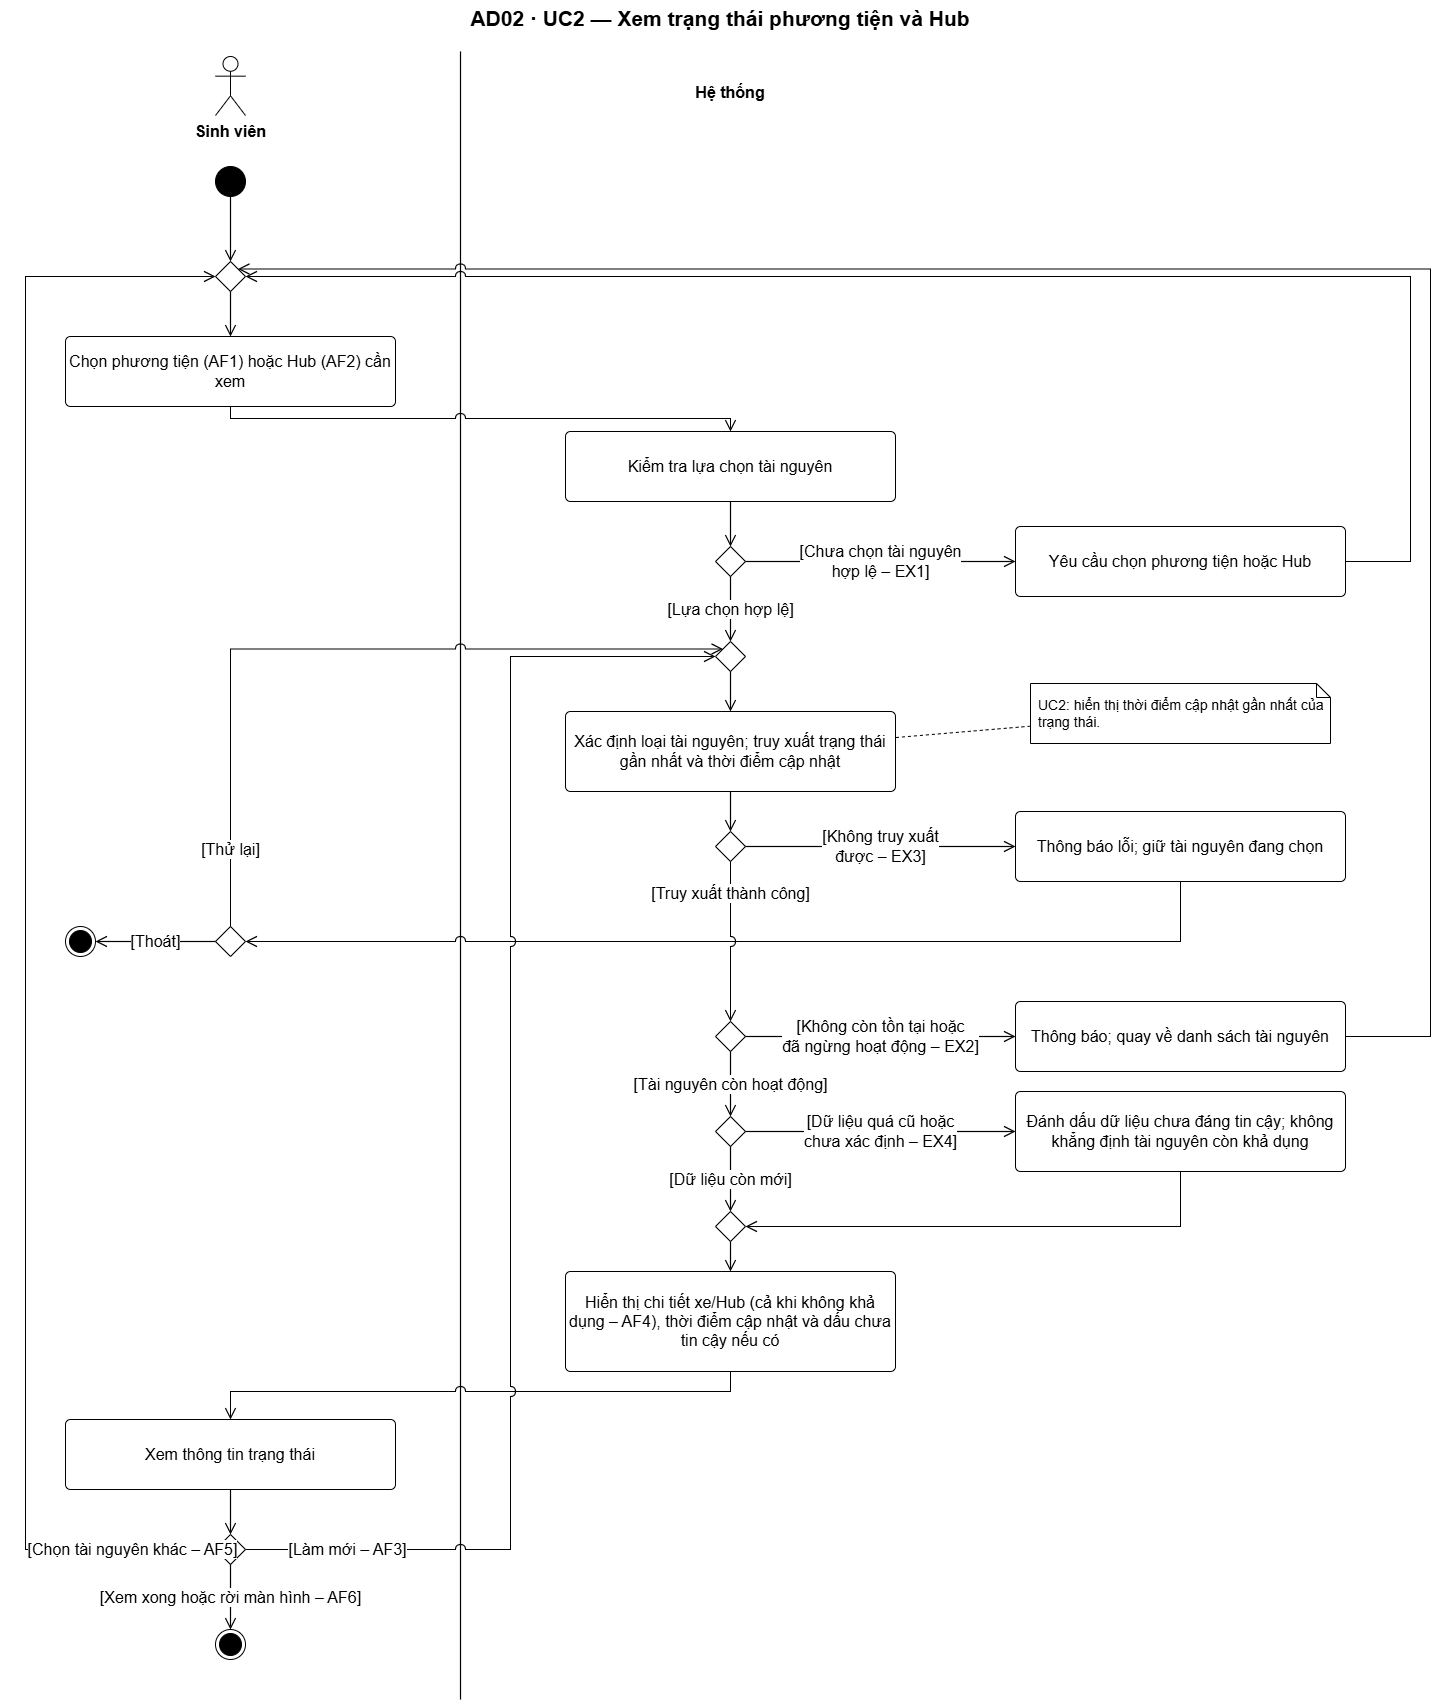 AD02 · UC2 — Xem trạng thái phương tiện và Hub
Hệ thống
Sinh viên
Chọn phương tiện (AF1) hoặc Hub (AF2) cần
xem
Kiểm tra lựa chọn tài nguyên
[Chưa chọn tài nguyên
hợp lệ – EX1]
Yêu cầu chọn phương tiện hoặc Hub
[Lựa chọn hợp lệ]
UC2: hiển thị thời điểm cập nhật gần nhất của
trạng thái.
Xác định loại tài nguyên; truy xuất trạng thái
gần nhất và thời điểm cập nhật
[Thử lại]
[Không truy xuất
được – EX3]
Thông báo lỗi; giữ tài nguyên đang chọn
[Truy xuất thành công]
[Thoát]
[Không còn tồn tại hoặc
đã ngừng hoạt động – EX2]
Thông báo; quay về danh sách tài nguyên
[Tài nguyên còn hoạt động]
[Dữ liệu quá cũ hoặc
chưa xác định – EX4]
Đánh dấu dữ liệu chưa đáng tin cậy; không
khẳng định tài nguyên còn khả dụng
[Dữ liệu còn mới]
Hiển thị chi tiết xe/Hub (cả khi không khả
dụng – AF4), thời điểm cập nhật và dấu chưa
tin cậy nếu có
Xem thông tin trạng thái
[Chọn tài nguyên khác – AF5]
[Làm mới – AF3]
[Xem xong hoặc rời màn hình – AF6]